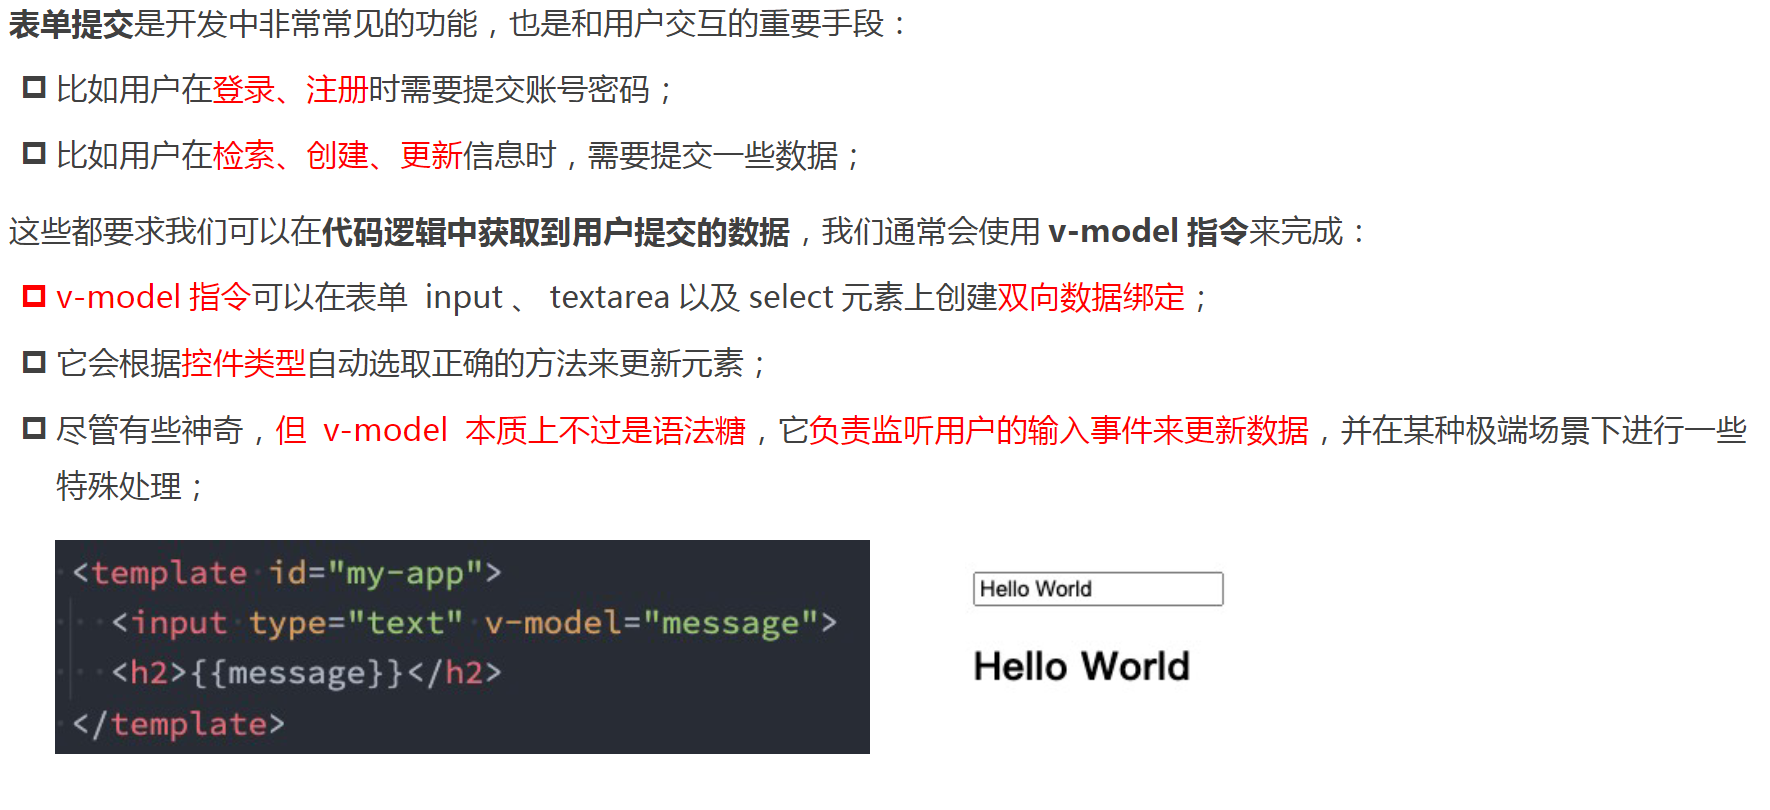 表单提交是开发中非常常见的功能，也是和用户交互的重要手段：
比如用户在登录、注册时需要提交账号密码；
比如用户在检索、创建、更新信息时，需要提交一些数据；
这些都要求我们可以在代码逻辑中获取到用户提交的数据，我们通常会使用 v-model 指令来完成：
v-model 指令可以在表单 input 、 textarea 以及 select 元素上创建双向数据绑定；
它会根据控件类型自动选取正确的方法来更新元素；
尽管有些神奇，但 v-model 本质上不过是语法糖，它负责监听用户的输入事件来更新数据，并在某种极端场景下进行一些
特殊处理；
<template id="my-app">
<input type="text" v-model="message">
<h2>{{message}}</h2>
</template>
Hello World
Hello World